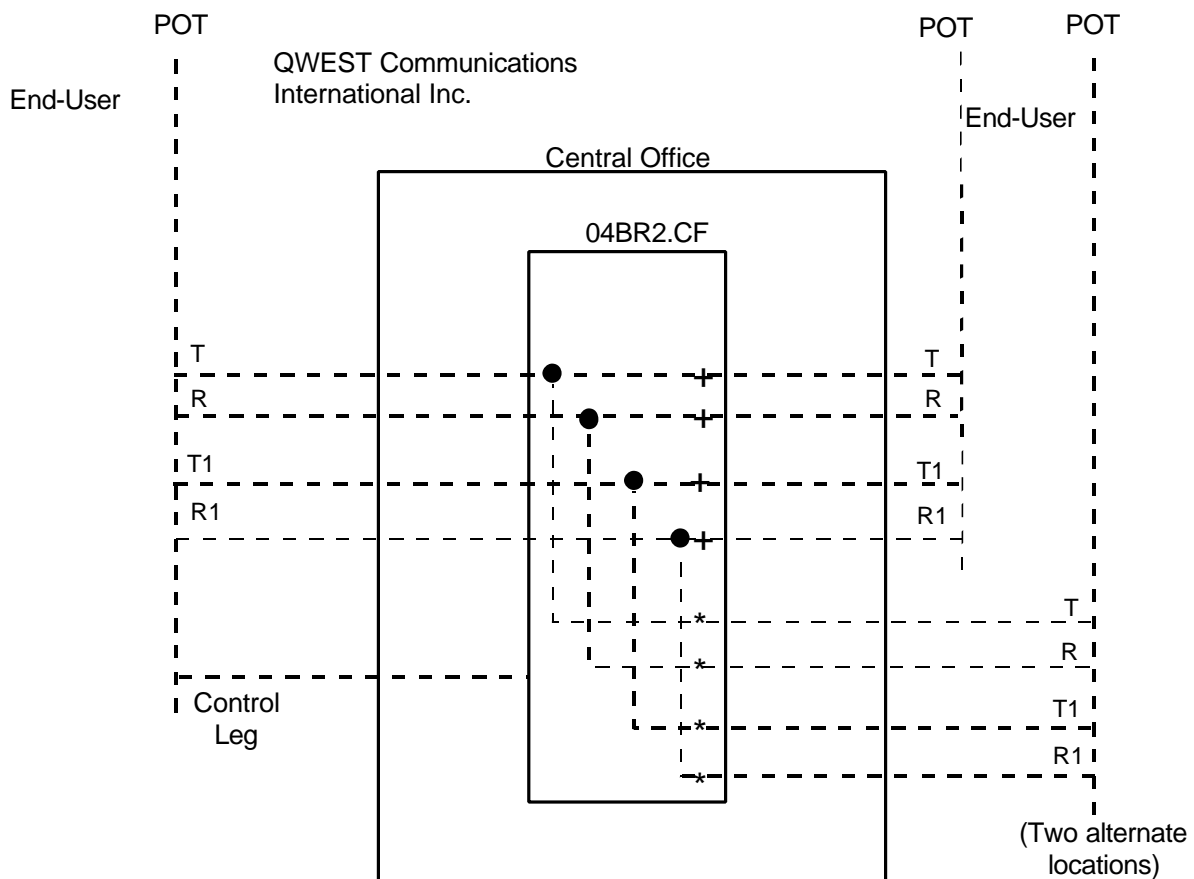 POT
POT
POT
QWEST Communications
International Inc.
End-User
End-User
Central Office
04BR2.CF
T
T
R
R
T1
T1
R1
R1
+
+
+
+
*
T
*
R
Control
Leg
*
T1
*
R1
(Two alternate
locations)